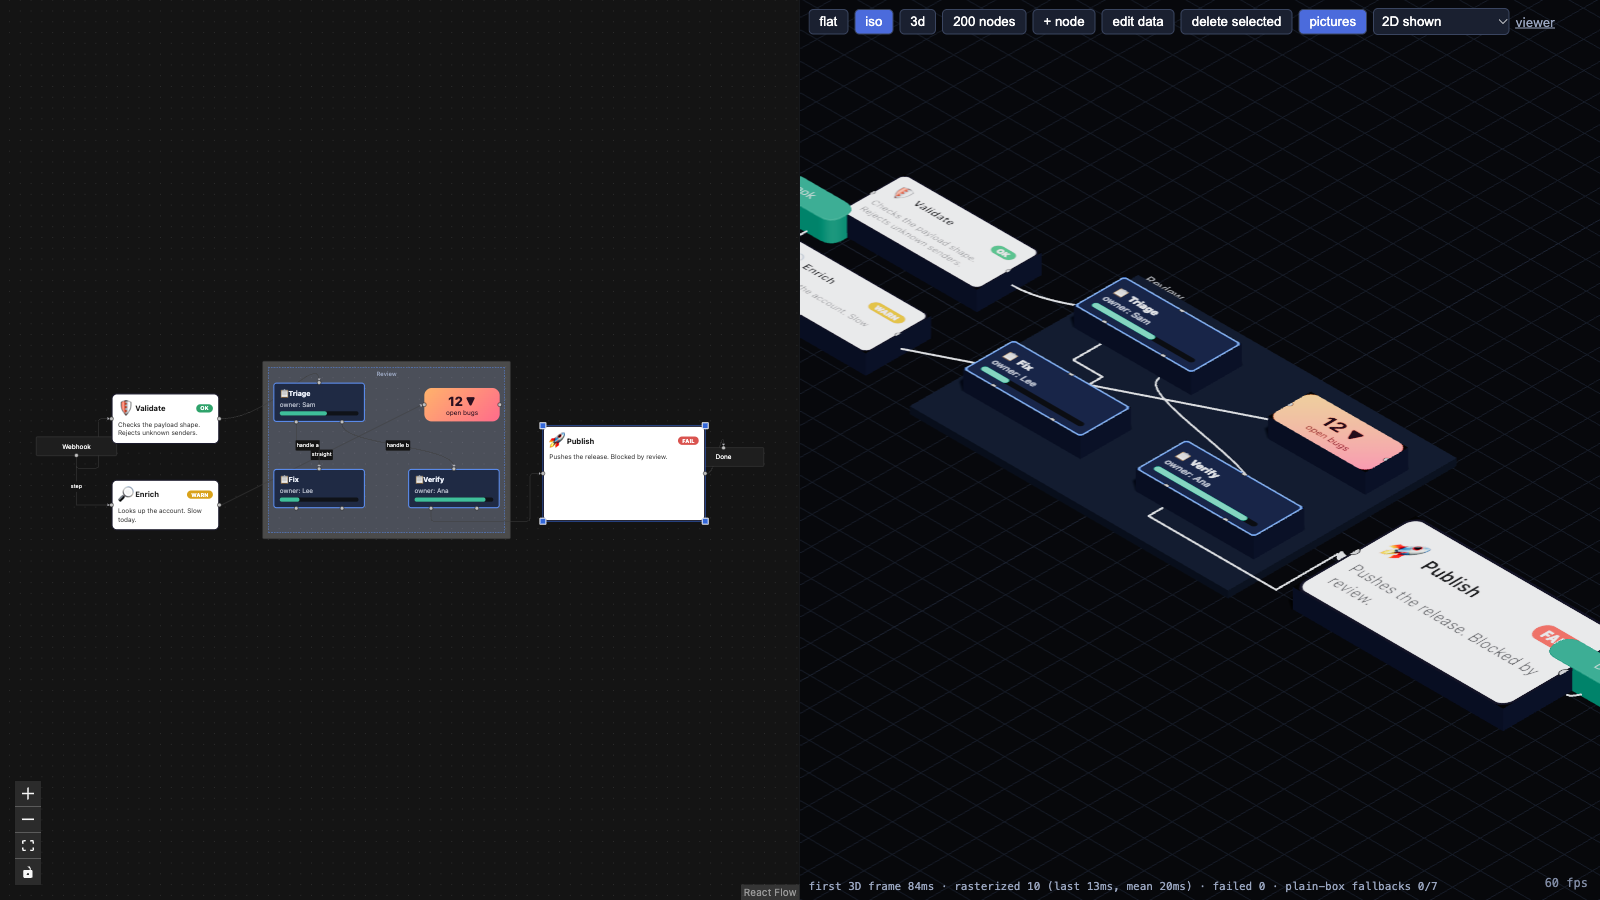 flat
iso
3d
200 nodes
+ node
edit data
delete selected
pictures
2D shown
viewer
Webhook
step
Validate
OK
Checks the payload shape.
Rejects unknown senders.
Enrich
WARN
Looks up the account. Slow
today.
Review
Triage
owner: Sam
12 ▼
open bugs
handle a
straight
handle b
Fix
owner: Lee
Verify
owner: Ana
Publish
FAIL
Pushes the release. Blocked by review.
Done
React Flow
Validate
Checks the payload shape.
Rejects unknown senders.
OK
Enrich
the account. Slow
WARN
Review
Triage
owner: Sam
Fix
owner: Lee
12 ▼
open bugs
Verify
owner: Ana
Publish
Pushes the release. Blocked by
review.
first 3D frame 84ms · rasterized 10 (last 13ms, mean 20ms) · failed 0 · plain-box fallbacks 0/7
60 fps